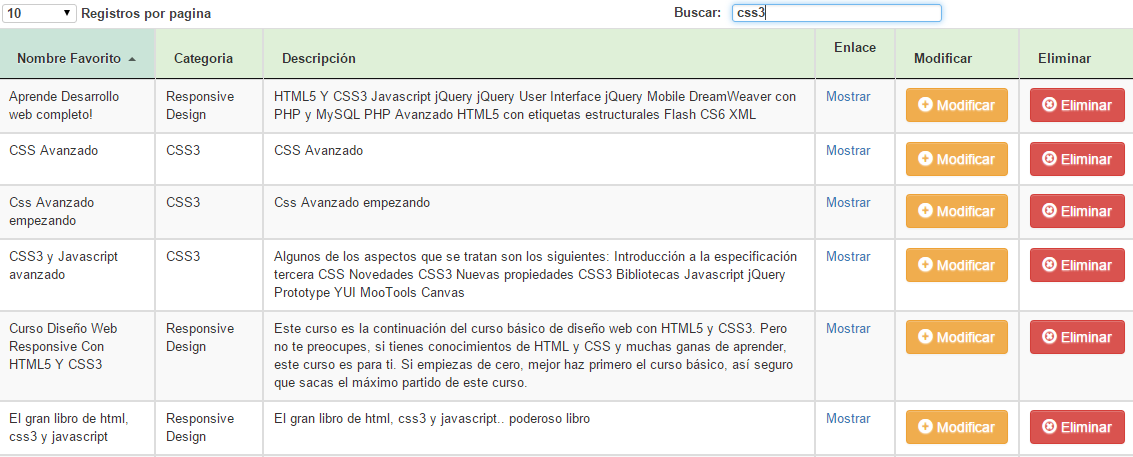 10 Registros por pagina Buscar: css3
Nombre Favorito Categoria Descripción Enlace Modificar Eliminar
Aprende Desarrollo web completo! Responsive Design HTML5 Y CSS3 Javascript jQuery jQuery User Interface jQuery Mobile DreamWeaver con PHP y MySQL PHP Avanzado HTML5 con etiquetas estructurales Flash CS6 XML Mostrar Modificar Eliminar
CSS Avanzado CSS3 CSS Avanzado Mostrar Modificar Eliminar
Css Avanzado empezando CSS3 Css Avanzado empezando Mostrar Modificar Eliminar
CSS3 y Javascript avanzado CSS3 Algunos de los aspectos que se tratan son los siguientes: Introducción a la especificación tercera CSS Novedades CSS3 Nuevas propiedades CSS3 Bibliotecas Javascript jQuery Prototype YUI MooTools Canvas Mostrar Modificar Eliminar
Curso Diseño Web Responsive Con HTML5 Y CSS3 Responsive Design Este curso es la continuación del curso básico de diseño web con HTML5 y CSS3. Pero no te preocupes, si tienes conocimientos de HTML y CSS y muchas ganas de aprender, este curso es para ti. Si empiezas de cero, mejor haz primero el curso básico, así seguro que sacas el máximo partido de este curso. Mostrar Modificar Eliminar
El gran libro de html, css3 y javascript Responsive Design El gran libro de html, css3 y javascript.. poderoso libro Mostrar Modificar Eliminar